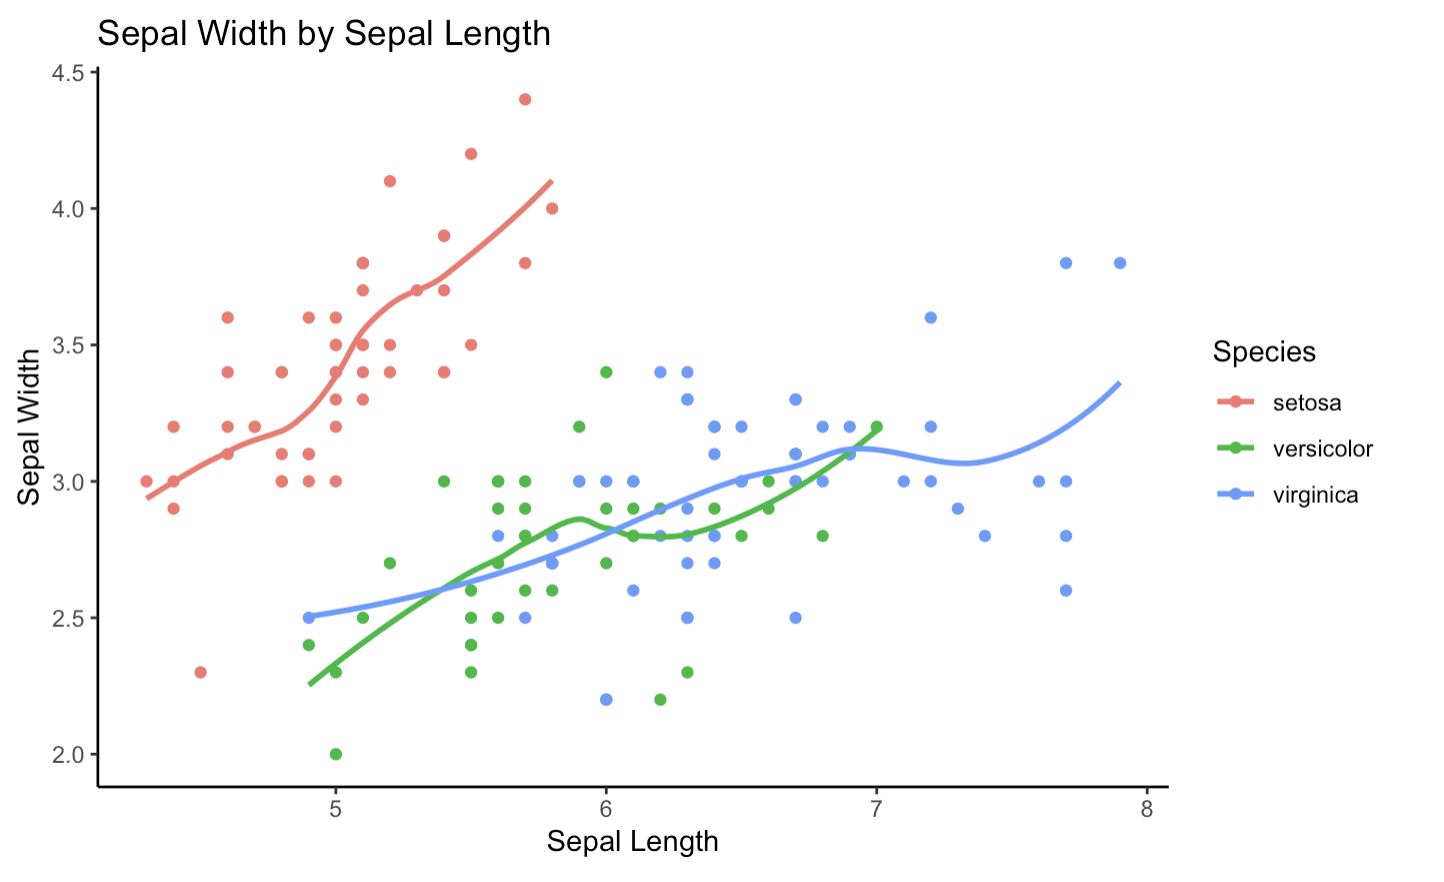 Sepal Width by Sepal Length
4.5
4.0
3.5
3.0
2.5
2.0
Sepal Width
5 6 7 8
Sepal Length
Species
setosa
versicolor
virginica